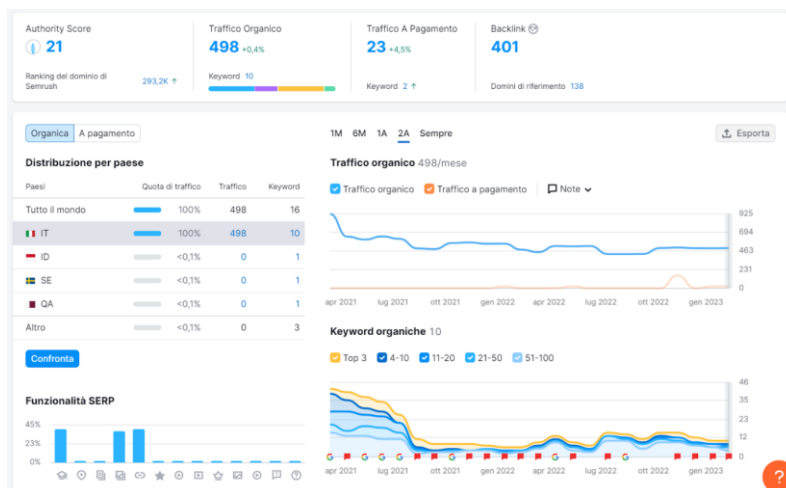 Authority Score
21
Ranking del dominio di Semrush 293,2K ↑
Traffico Organico
498 +0,4%
Keyword 10
Traffico A Pagamento
23 +4,5%
Keyword 2 ↑
Backlink
401
Domini di riferimento 138
Organica A pagamento
Distribuzione per paese
Paesi Quota di traffico Traffico Keyword
Tutto il mondo 100% 498 16
IT 100% 498 10
ID <0,1% 0 1
SE <0,1% 0 1
QA <0,1% 0 1
Altro <0,1% 0 3
Confronta
Funzionalità SERP
45%
23%
0%
1M 6M 1A 2A Sempre
Esporta
Traffico organico 498/mese
Traffico organico Traffico a pagamento Note
925
694
463
231
0
apr 2021 lug 2021 ott 2021 gen 2022 apr 2022 lug 2022 ott 2022 gen 2023
Keyword organiche 10
Top 3 4-10 11-20 21-50 51-100
46
35
23
12
0
apr 2021 lug 2021 ott 2021 gen 2022 apr 2022 lug 2022 ott 2022 gen 2023
?